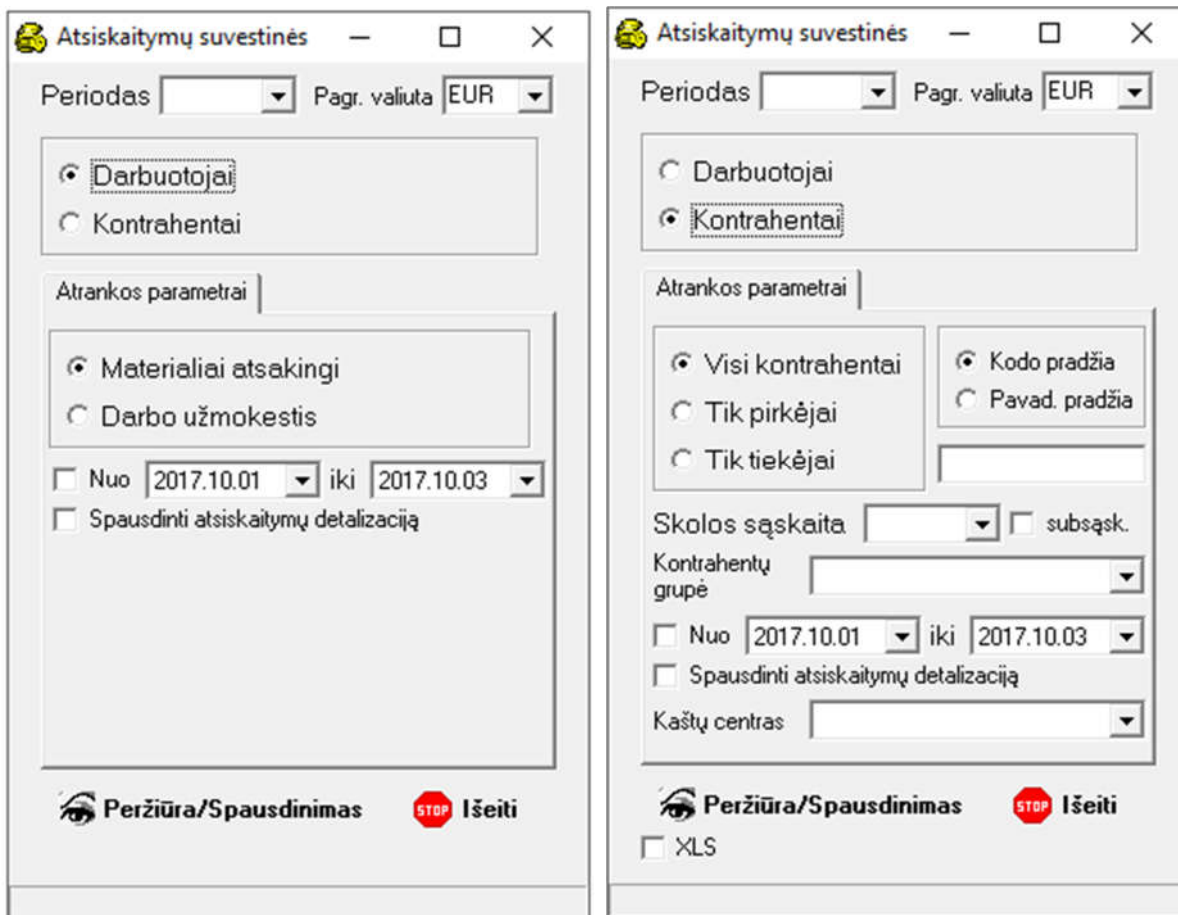 Atsiskaitymų suvestinės
Periodas Pagr. valiuta EUR
Darbuotojai
Kontrahentai
Atrankos parametrai
Materialiai atsakingi
Darbo užmokestis
Nuo 2017.10.01 iki 2017.10.03
Spausdinti atsiskaitymų detalizaciją
Peržiūra/Spausdinimas STOP Išeiti
Atsiskaitymų suvestinės
Periodas Pagr. valiuta EUR
Darbuotojai
Kontrahentai
Atrankos parametrai
Visi kontrahentai
Tik pirkėjai
Tik tiekėjai
Kodo pradžia
Pavad. pradžia
Skolos sąskaita subsąsk.
Kontrahentų
grupė
Nuo 2017.10.01 iki 2017.10.03
Spausdinti atsiskaitymų detalizaciją
Kaštų centras
Peržiūra/Spausdinimas STOP Išeiti
XLS